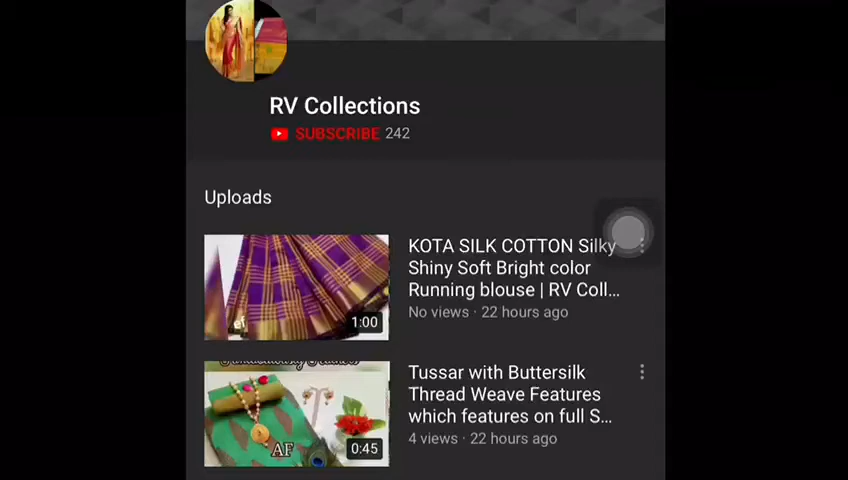 RV Collections
SUBSCRIBE 242
Uploads
KOTA SILK COTTON Silky
Shiny Soft Bright color
Running blouse | RV Coll...
No views · 22 hours ago
1:00
Tussar with Buttersilk
Thread Weave Features
which features on full S...
4 views · 22 hours ago
AF
0:45